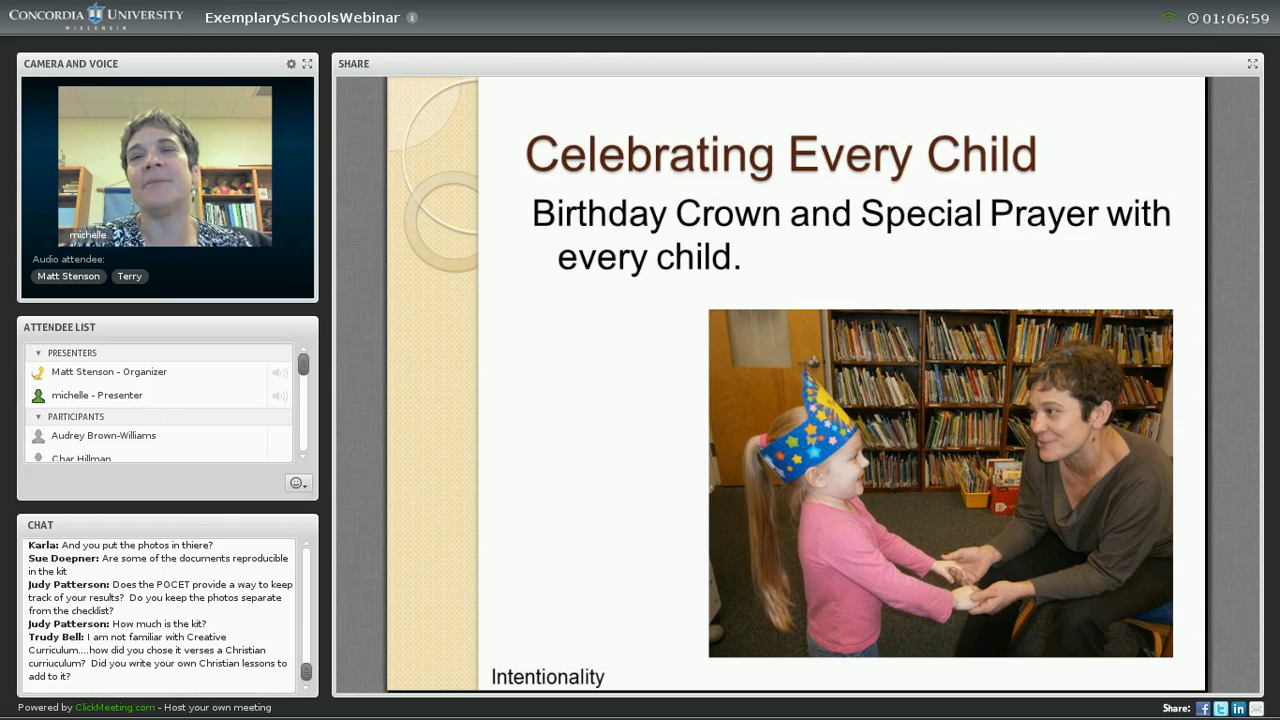 CONCORDIA UNIVERSITY
WISCONSIN
ExemplarySchoolsWebinar
01:06:59
CAMERA AND VOICE
michelle
Audio attendee:
Matt Stenson
Terry
ATTENDEE LIST
PRESENTERS
Matt Stenson - Organizer
michelle - Presenter
PARTICIPANTS
Audrey Brown-Williams
Char Hillman
CHAT
Karla: And you put the photos in thiere?
Sue Doepner: Are some of the documents reproducible
in the kit
Judy Patterson: Does the POCET provide a way to keep
track of your results?  Do you keep the photos separate
from the checklist?
Judy Patterson: How much is the kit?
Trudy Bell: I am not familiar with Creative
Curriculum....how did you chose it verses a Christian
curriuculum?  Did you write your own Christian lessons to
add to it?
SHARE
Celebrating Every Child
Birthday Crown and Special Prayer with
every child.
Intentionality
Powered by ClickMeeting.com - Host your own meeting
Share: